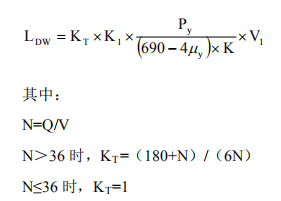 L_DW = K_T × K_1 × P_y / ((690 − 4μ_y) × K) × V_1
其中：
N=Q/V
N＞36 时，K_T=（180+N）/（6N）
N≤36 时，K_T=1